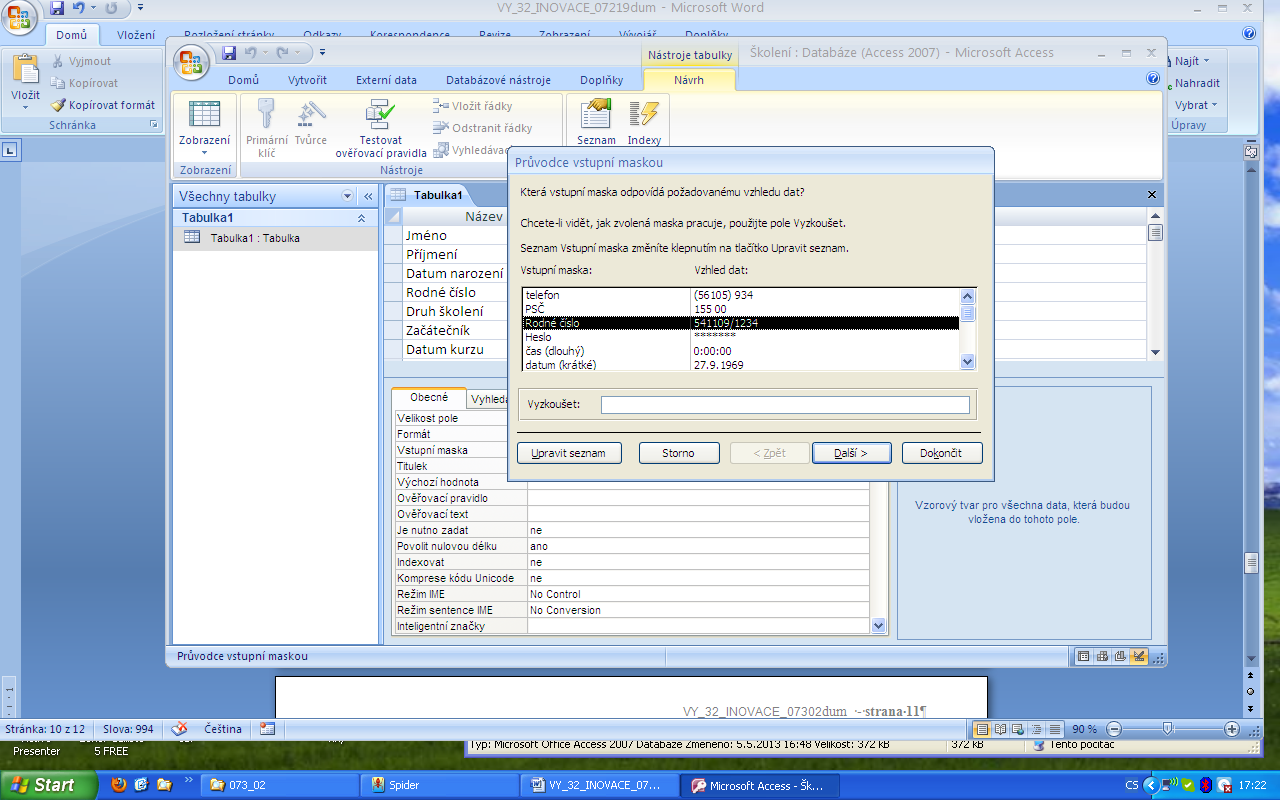 VY_32_INOVACE_07219dum - Microsoft Word
Domů Vložení Rozložení stránky Odkazy Korespondence Revize Zobrazení Vývojář Doplňky
Vložit
Vyjmout
Kopírovat
Kopírovat formát
Schránka
Najít
Nahradit
Vybrat
Úpravy
Nástroje tabulky Školení : Databáze (Access 2007) - Microsoft Access
Domů Vytvořit Externí data Databázové nástroje Doplňky Návrh
Zobrazení
Zobrazení
Primární klíč
Tvůrce
Testovat ověřovací pravidla
Vložit řádky
Odstranit řádky
Nástroje
Seznam
Indexy
Všechny tabulky
Tabulka1
Tabulka1 : Tabulka
Tabulka1
Název
Jméno
Příjmení
Datum narození
Rodné číslo
Druh školení
Začátečník
Datum kurzu
Průvodce vstupní maskou
Která vstupní maska odpovídá požadovanému vzhledu dat?
Chcete-li vidět, jak zvolená maska pracuje, použijte pole Vyzkoušet.
Seznam Vstupní maska změníte klepnutím na tlačítko Upravit seznam.
Vstupní maska: Vzhled dat:
telefon (56105) 934
PSČ 155 00
Rodné číslo 541109/1234
Heslo *******
čas (dlouhý) 0:00:00
datum (krátké) 27.9.1969
Vyzkoušet:
Upravit seznam Storno < Zpět Další > Dokončit
Obecné
Velikost pole
Formát
Vstupní maska
Titulek
Výchozí hodnota
Ověřovací pravidlo
Ověřovací text
Je nutno zadat ne
Povolit nulovou délku ano
Indexovat ne
Komprese kódu Unicode ne
Režim IME No Control
Režim sentence IME No Conversion
Inteligentní značky
Vzorový tvar pro všechna data, která budou
vložena do tohoto pole.
Průvodce vstupní maskou
VY_32_INOVACE_07302dum ·-·strana·11¶
Stránka: 10 z 12 Slova: 994 Čeština 90 %
Presenter
5 FREE
Typ: Microsoft Office Access 2007 Databáze Změněno: 5.5.2013 16:48 Velikost: 372 kB 372 kB Tento počítač
Start 073_02 Spider VY_32_INOVACE_07... Microsoft Access - Šk... CS 17:22